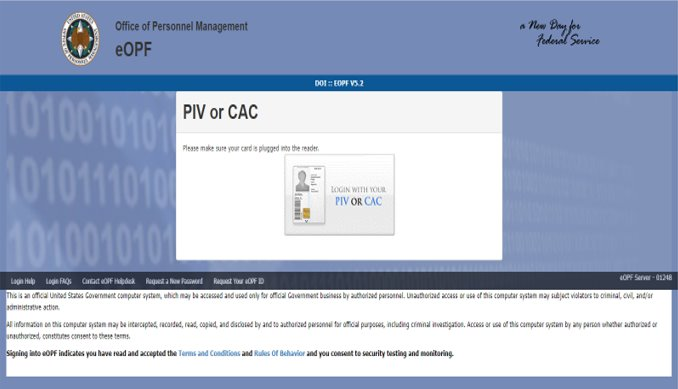 Office of Personnel Management
eOPF
a New Day for
Federal Service
DOI :: EOPF V5.2
PIV or CAC
Please make sure your card is plugged into the reader.
LOGIN WITH YOUR
PIV OR CAC
Login Help Login FAQs Contact eOPF Helpdesk Request a New Password Request Your eOPF ID eOPF Server - 01248
This is an official United States Government computer system, which may be accessed and used only for official Government business by authorized personnel. Unauthorized access or use of this computer system may subject violators to criminal, civil, and/or
administrative action.
All information on this computer system may be intercepted, recorded, read, copied, and disclosed by and to authorized personnel for official purposes, including criminal investigation. Access or use of this computer system by any person whether authorized or
unauthorized, constitutes consent to these terms.
Signing into eOPF indicates you have read and accepted the Terms and Conditions and Rules Of Behavior and you consent to security testing and monitoring.